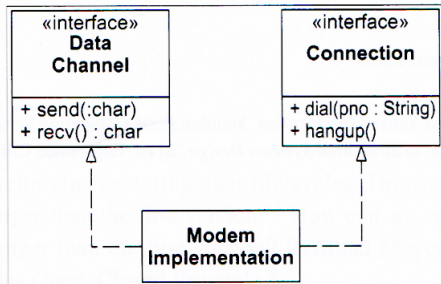 «interface»
Data
Channel
+ send(:char)
+ recv() : char
«interface»
Connection
+ dial(pno : String)
+ hangup()
Modem
Implementation